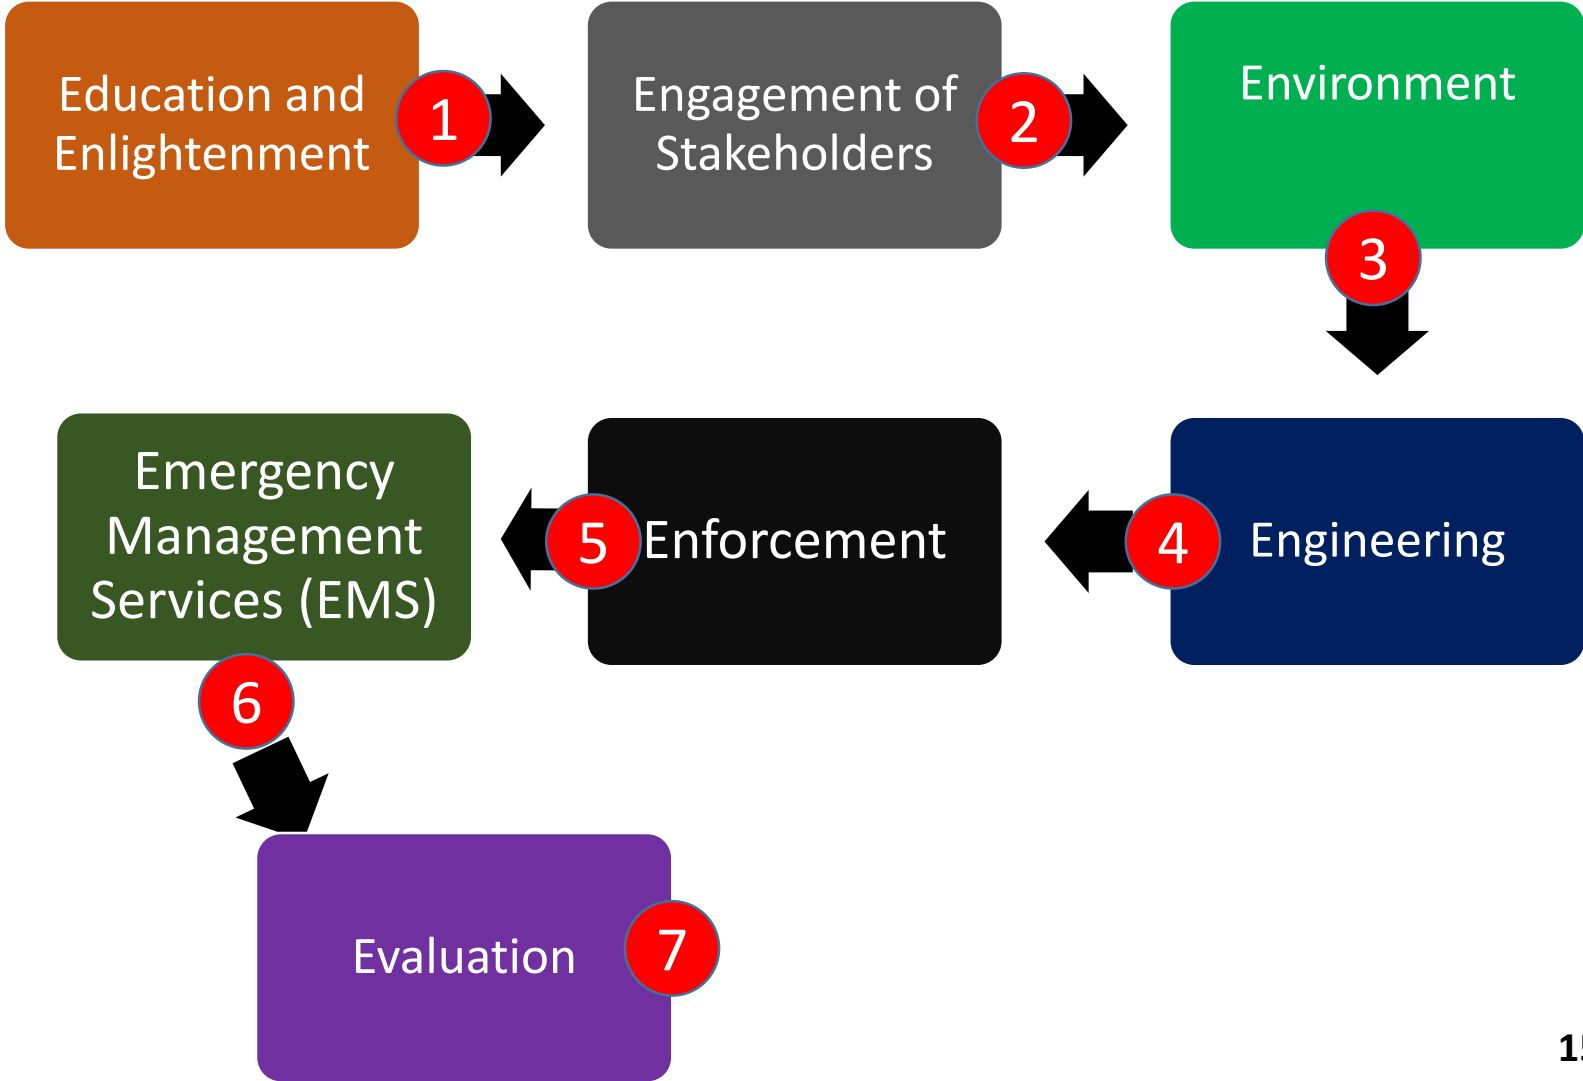 Education and
Enlightenment
1
Engagement of
Stakeholders
2
Environment
3
Engineering
4
Enforcement
5
Emergency
Management
Services (EMS)
6
Evaluation
7
15